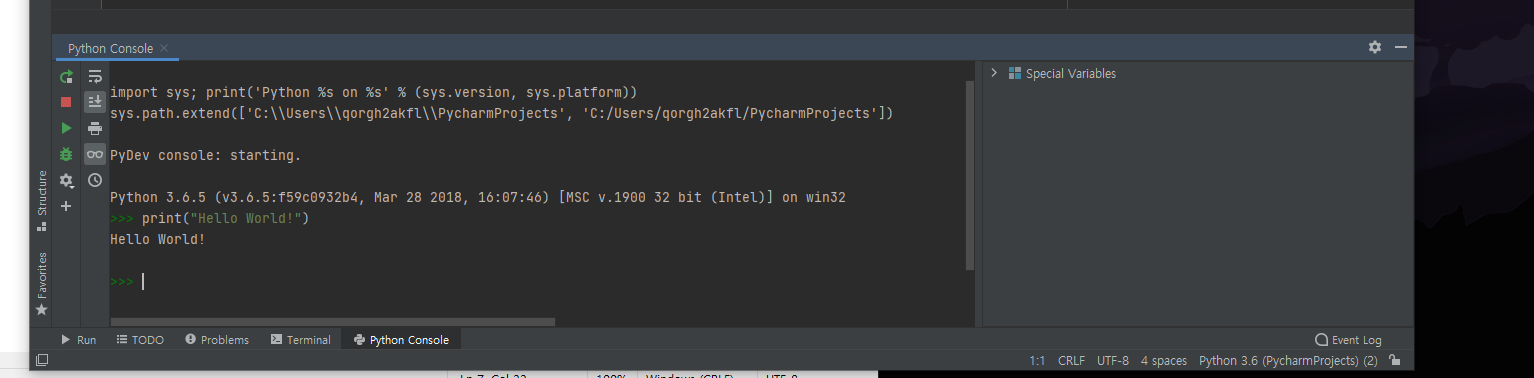 Python Console
import sys; print('Python %s on %s' % (sys.version, sys.platform))
sys.path.extend(['C:\\Users\\qorgh2akfl\\PycharmProjects', 'C:/Users/qorgh2akfl/PycharmProjects'])
PyDev console: starting.
Python 3.6.5 (v3.6.5:f59c0932b4, Mar 28 2018, 16:07:46) [MSC v.1900 32 bit (Intel)] on win32
>>> print("Hello World!")
Hello World!
>>>
Special Variables
Structure
Favorites
Run TODO Problems Terminal Python Console Event Log
1:1 CRLF UTF-8 4 spaces Python 3.6 (PycharmProjects) (2)